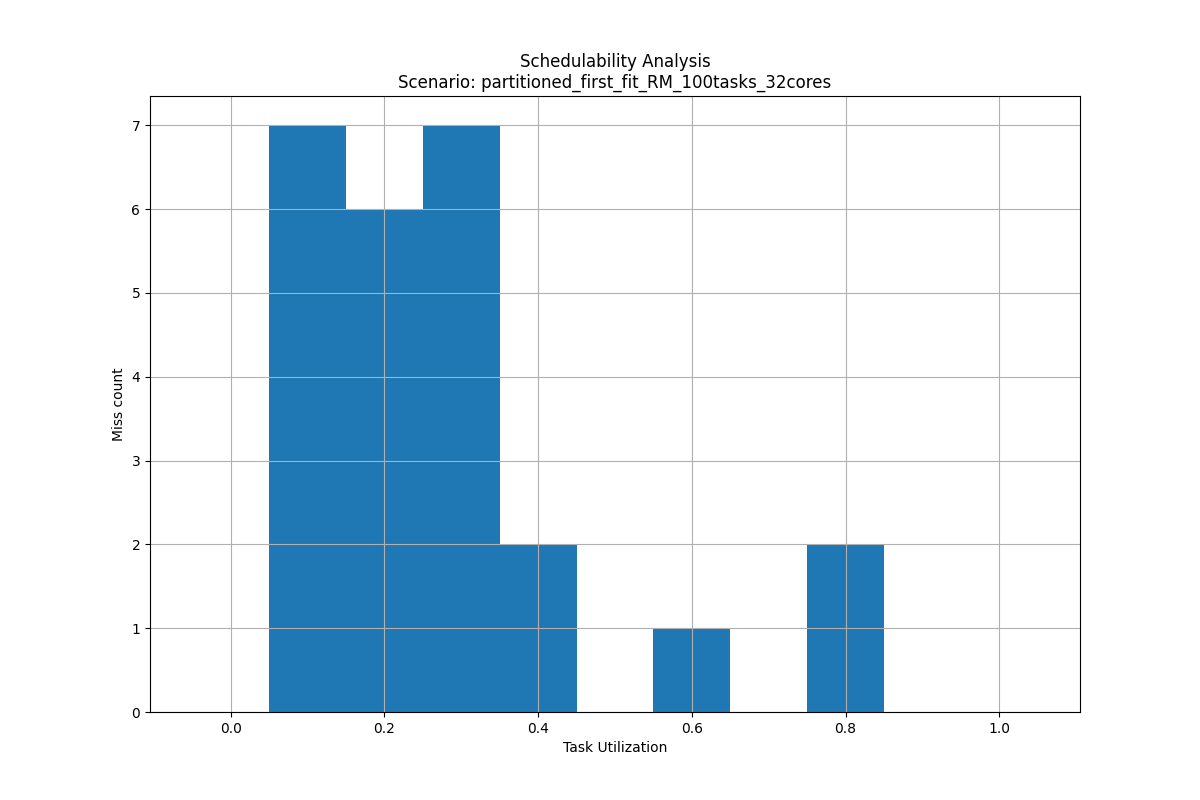 Schedulability Analysis
Scenario: partitioned_first_fit_RM_100tasks_32cores
7
6
5
4
3
2
1
0
Miss count
0.0 0.2 0.4 0.6 0.8 1.0
Task Utilization